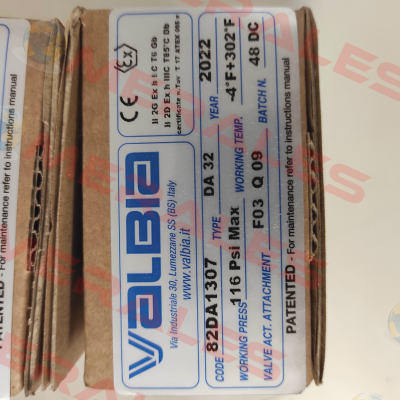 VALBIA
Via Industriale 30, Lumezzane SS (BS) Italy
www.valbia.it
CE Ex
II 2G Ex h IIC T6 Gb
II 2D Ex h IIIC T85°C Db
CODE 82DA1307 TYPE DA 32 YEAR 2022
WORKING PRESS 116 Psi Max WORKING TEMP. -4°F+302°F
VALVE ACT. ATTACHMENT F03 Q 09 BATCH N. 48 DC
PATENTED - For maintenance refer to instructions manual
PATENTED - For maintenance refer to instructions manual